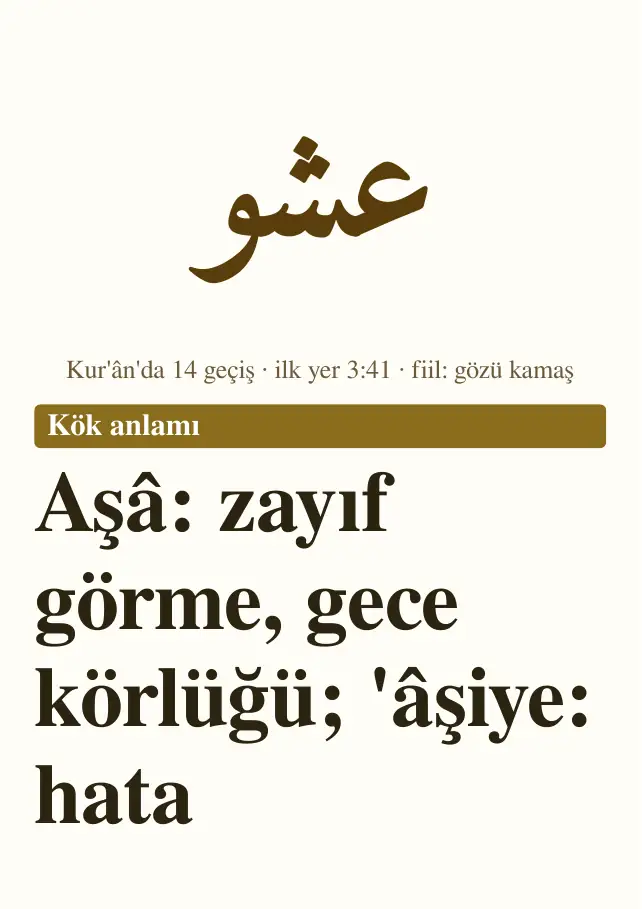 عشو
Kur'ân'da 14 geçiş · ilk yer 3:41 · fiil: gözü kamaş
Kök anlamı
Aşâ: zayıf
görme, gece
körlüğü; 'âşiye:
hata